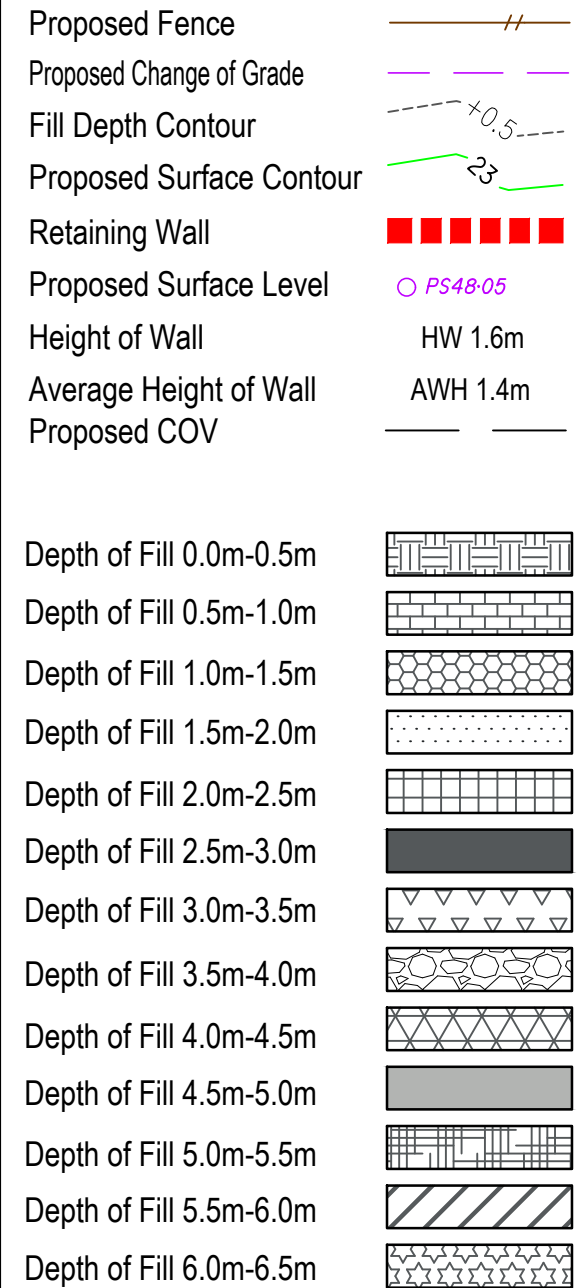 Proposed Fence
Proposed Change of Grade
Fill Depth Contour +0.5
Proposed Surface Contour 23
Retaining Wall
Proposed Surface Level PS48·05
Height of Wall HW 1.6m
Average Height of Wall AWH 1.4m
Proposed COV
Depth of Fill 0.0m-0.5m
Depth of Fill 0.5m-1.0m
Depth of Fill 1.0m-1.5m
Depth of Fill 1.5m-2.0m
Depth of Fill 2.0m-2.5m
Depth of Fill 2.5m-3.0m
Depth of Fill 3.0m-3.5m
Depth of Fill 3.5m-4.0m
Depth of Fill 4.0m-4.5m
Depth of Fill 4.5m-5.0m
Depth of Fill 5.0m-5.5m
Depth of Fill 5.5m-6.0m
Depth of Fill 6.0m-6.5m